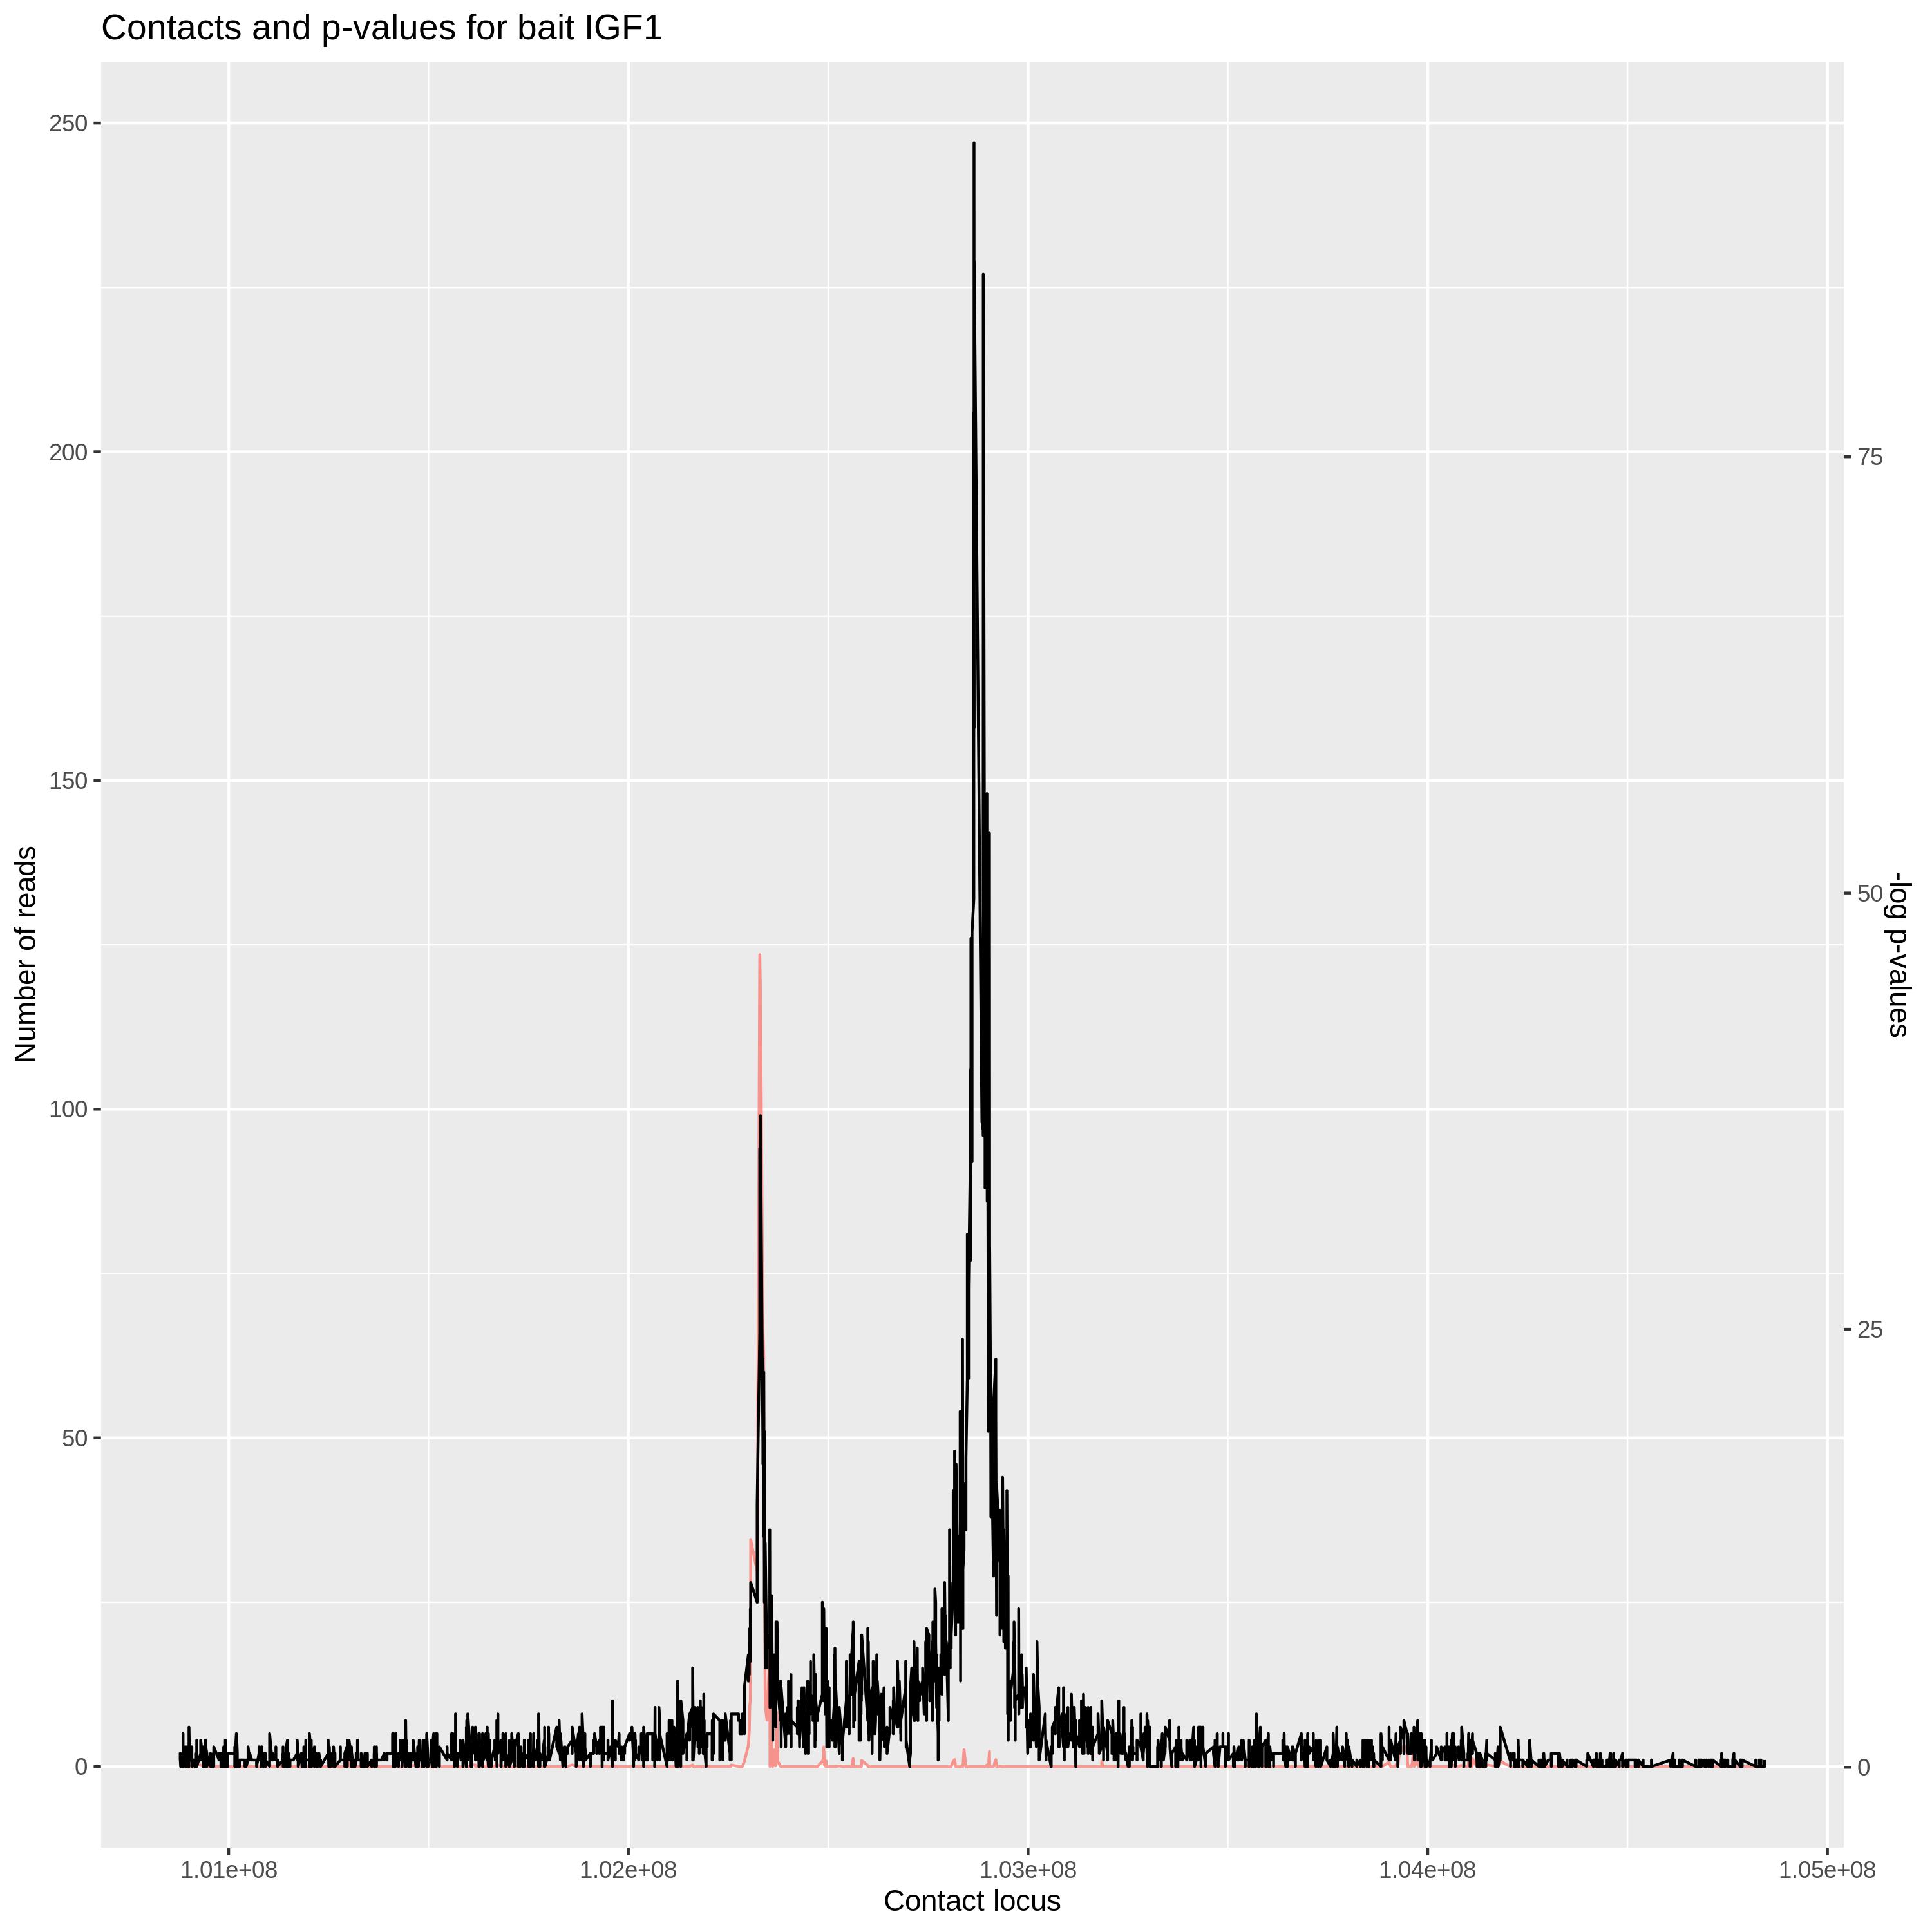 Contacts and p-values for bait IGF1
250
200
150
100
50
0
Number of reads
75
50
25
0
-log p-values
1.01e+08
1.02e+08
1.03e+08
1.04e+08
1.05e+08
Contact locus